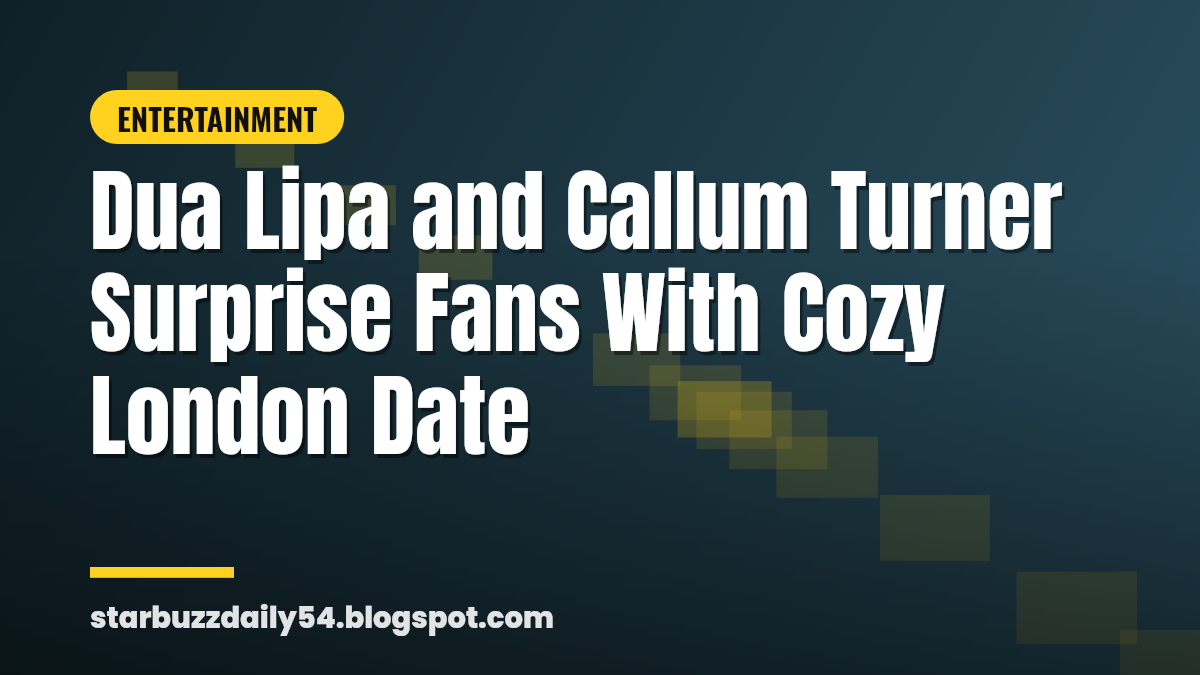 ENTERTAINMENT
Dua Lipa and Callum Turner
Surprise Fans With Cozy
London Date
starbuzzdaily54.blogspot.com